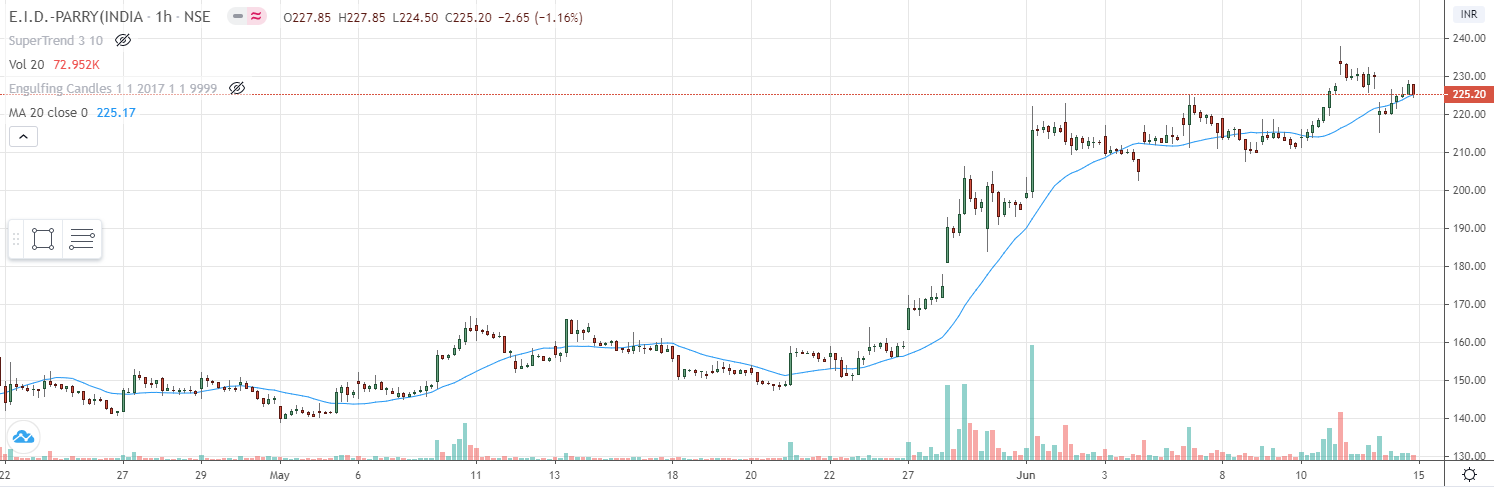 E.I.D.-PARRY(INDIA · 1h · NSE O227.85 H227.85 L224.50 C225.20 −2.65 (−1.16%) INR
SuperTrend 3 10
240.00
Vol 20 72.952K
230.00
Engulfing Candles 1 1 2017 1 1 9999
225.20
MA 20 close 0 225.17
220.00
210.00
200.00
190.00
180.00
170.00
160.00
150.00
140.00
130.00
22 27 29 May 6 11 13 18 20 22 27 Jun 3 8 10 15